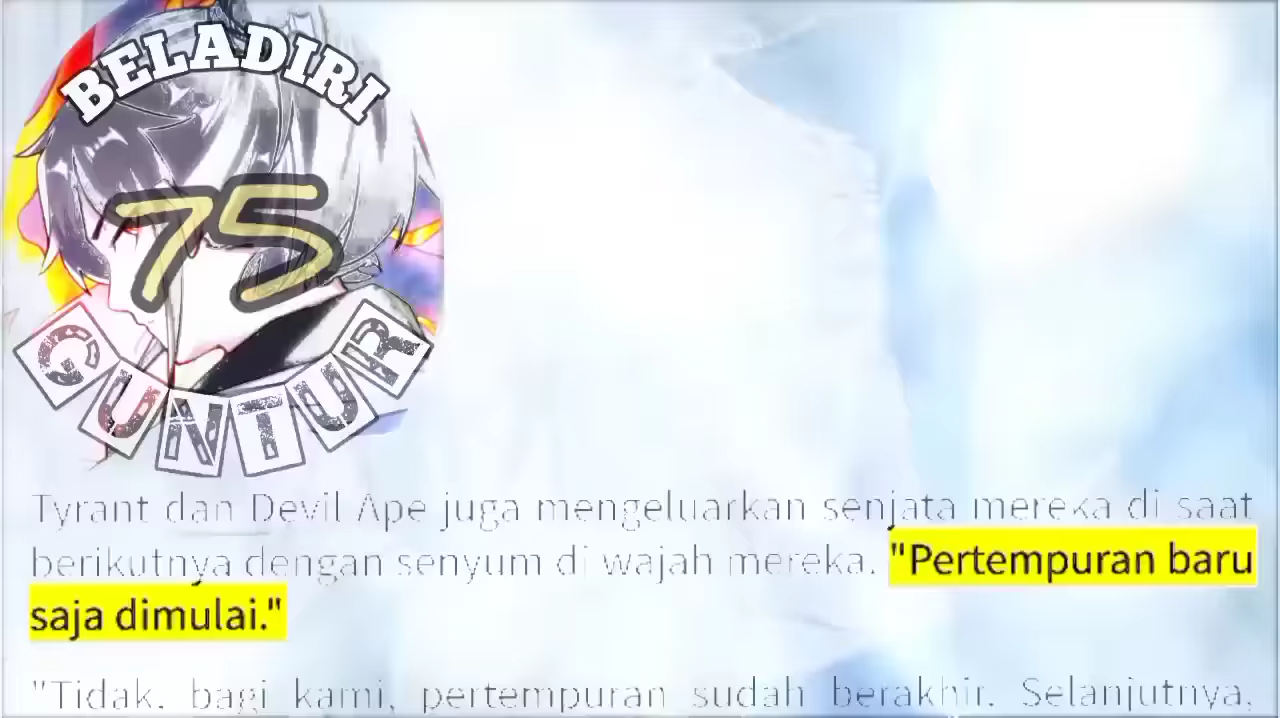 BELADIRI
75
GUNTUR
Tyrant dan Devil Ape juga mengeluarkan senjata mereka di saat
berikutnya dengan senyum di wajah mereka. "Pertempuran baru
saja dimulai."
"Tidak, bagi kami, pertempuran sudah berakhir. Selanjutnya,